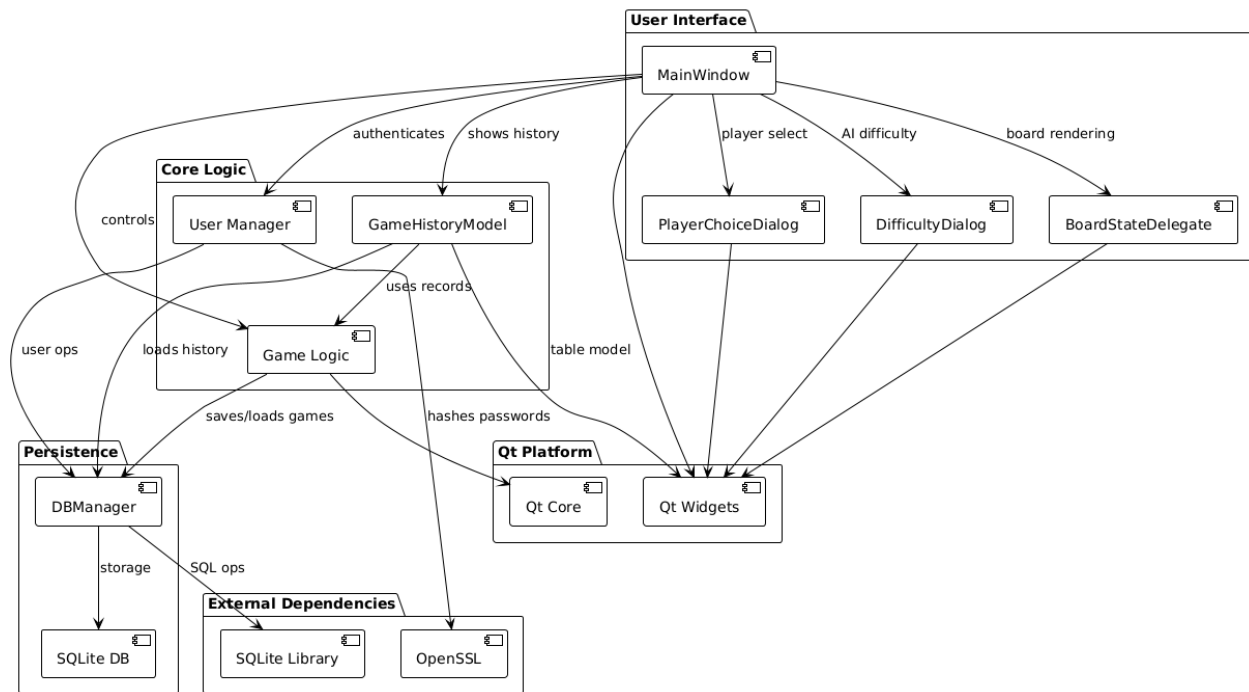 User Interface
MainWindow
authenticates
shows history
player select
AI difficulty
board rendering
Core Logic
controls
User Manager
GameHistoryModel
PlayerChoiceDialog
DifficultyDialog
BoardStateDelegate
uses records
user ops
loads history
Game Logic
table model
saves/loads games
hashes passwords
Persistence
Qt Platform
DBManager
Qt Core
Qt Widgets
storage
SQL ops
External Dependencies
SQLite DB
SQLite Library
OpenSSL